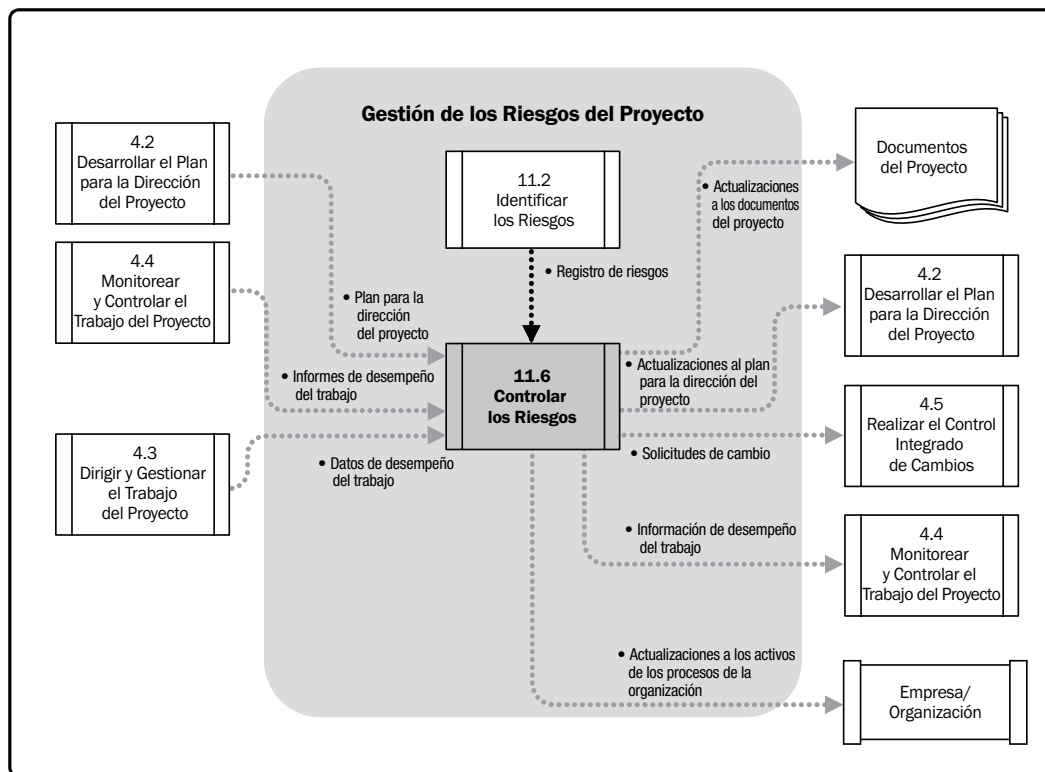 Gestión de los Riesgos del Proyecto
4.2
Desarrollar el Plan
para la Dirección
del Proyecto
4.4
Monitorear
y Controlar el
Trabajo del Proyecto
4.3
Dirigir y Gestionar
el Trabajo
del Proyecto
11.2
Identificar
los Riesgos
• Registro de riesgos
• Plan para la
dirección
del proyecto
• Informes de desempeño
del trabajo
• Datos de desempeño
del trabajo
11.6
Controlar
los Riesgos
• Actualizaciones
a los documentos
del proyecto
• Actualizaciones al plan
para la dirección del
proyecto
• Solicitudes de cambio
• Información de desempeño
del trabajo
• Actualizaciones a los activos
de los procesos de la
organización
Documentos
del Proyecto
4.2
Desarrollar el Plan
para la Dirección
del Proyecto
4.5
Realizar el Control
Integrado
de Cambios
4.4
Monitorear
y Controlar el
Trabajo del Proyecto
Empresa/
Organización